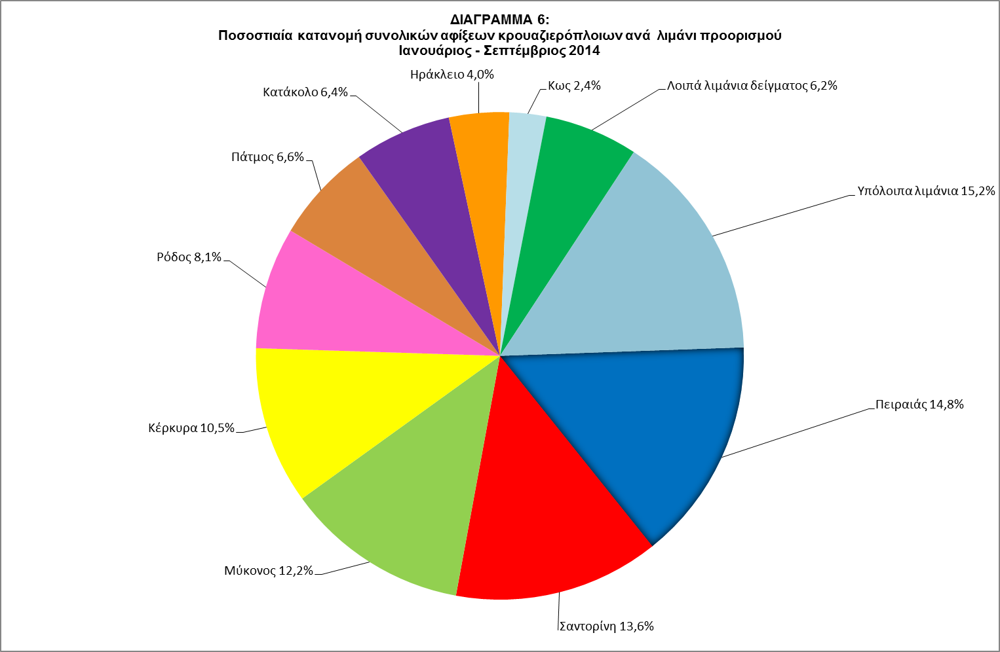 ΔΙΑΓΡΑΜΜΑ 6:
Ποσοστιαία κατανομή συνολικών αφίξεων κρουαζιερόπλοιων ανά λιμάνι προορισμού
Ιανουάριος - Σεπτέμβριος 2014
Ηράκλειο 4,0%
Κως 2,4%
Λοιπά λιμάνια δείγματος 6,2%
Κατάκολο 6,4%
Πάτμος 6,6%
Υπόλοιπα λιμάνια 15,2%
Ρόδος 8,1%
Πειραιάς 14,8%
Κέρκυρα 10,5%
Μύκονος 12,2%
Σαντορίνη 13,6%